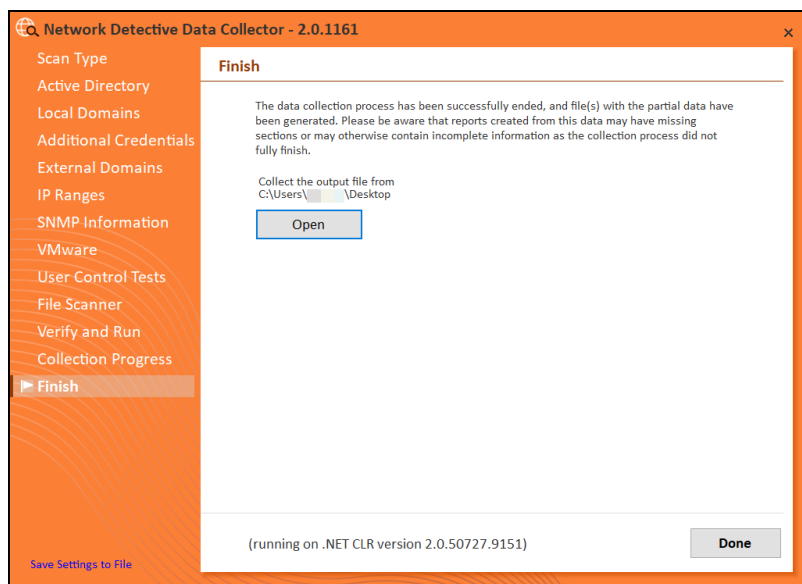 Network Detective Data Collector - 2.0.1161
×
Scan Type
Active Directory
Local Domains
Additional Credentials
External Domains
IP Ranges
SNMP Information
VMware
User Control Tests
File Scanner
Verify and Run
Collection Progress
Finish
Save Settings to File
Finish
The data collection process has been successfully ended, and file(s) with the partial data have
been generated. Please be aware that reports created from this data may have missing
sections or may otherwise contain incomplete information as the collection process did not
fully finish.
Collect the output file from
C:\Users\ \Desktop
Open
(running on .NET CLR version 2.0.50727.9151)
Done